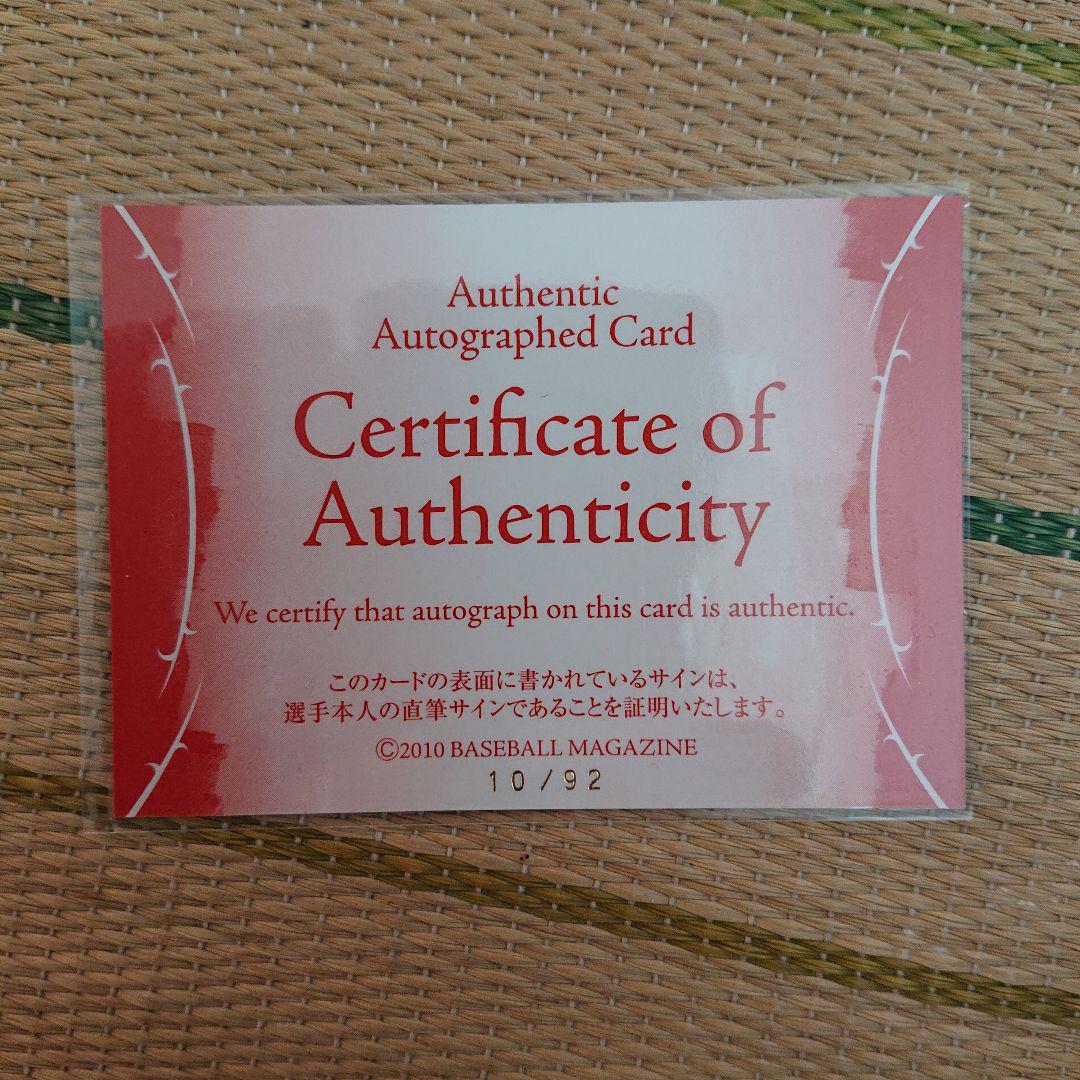 Authentic
Autographed Card
Certificate of
Authenticity
We certify that autograph on this card is authentic.
このカードの表面に書かれているサインは、
選手本人の直筆サインであることを証明いたします。
©2010 BASEBALL MAGAZINE
10/92